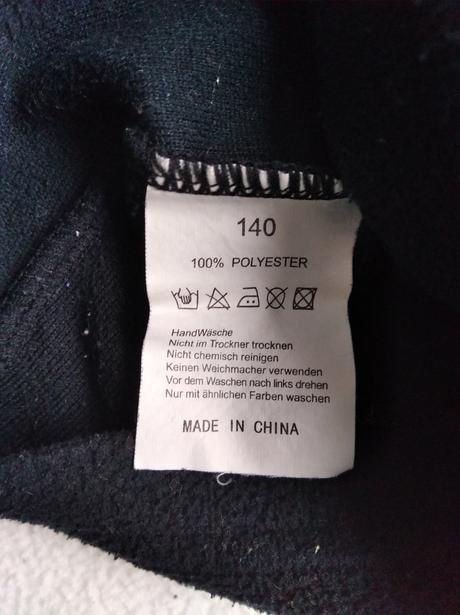 140
100% POLYESTER
HandWäsche
Nicht im Trockner trocknen
Nicht chemisch reinigen
Keinen Weichmacher verwenden
Vor dem Waschen nach links drehen
Nur mit ähnlichen Farben waschen
MADE IN CHINA